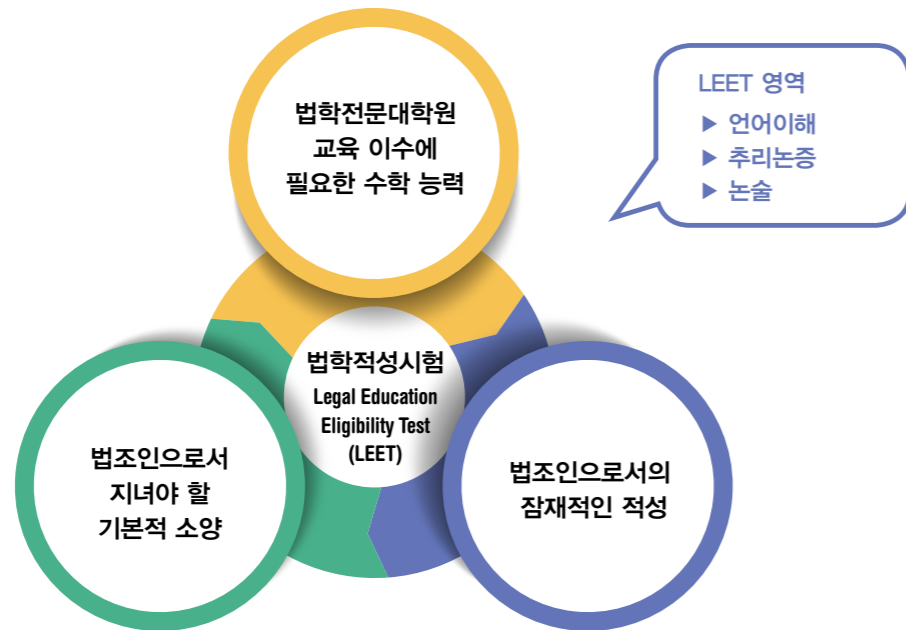 법학전문대학원
교육 이수에
필요한 수학 능력
LEET 영역
▶ 언어이해
▶ 추리논증
▶ 논술
법학적성시험
Legal Education
Eligibility Test
(LEET)
법조인으로서
지녀야 할
기본적 소양
법조인으로서의
잠재적인 적성